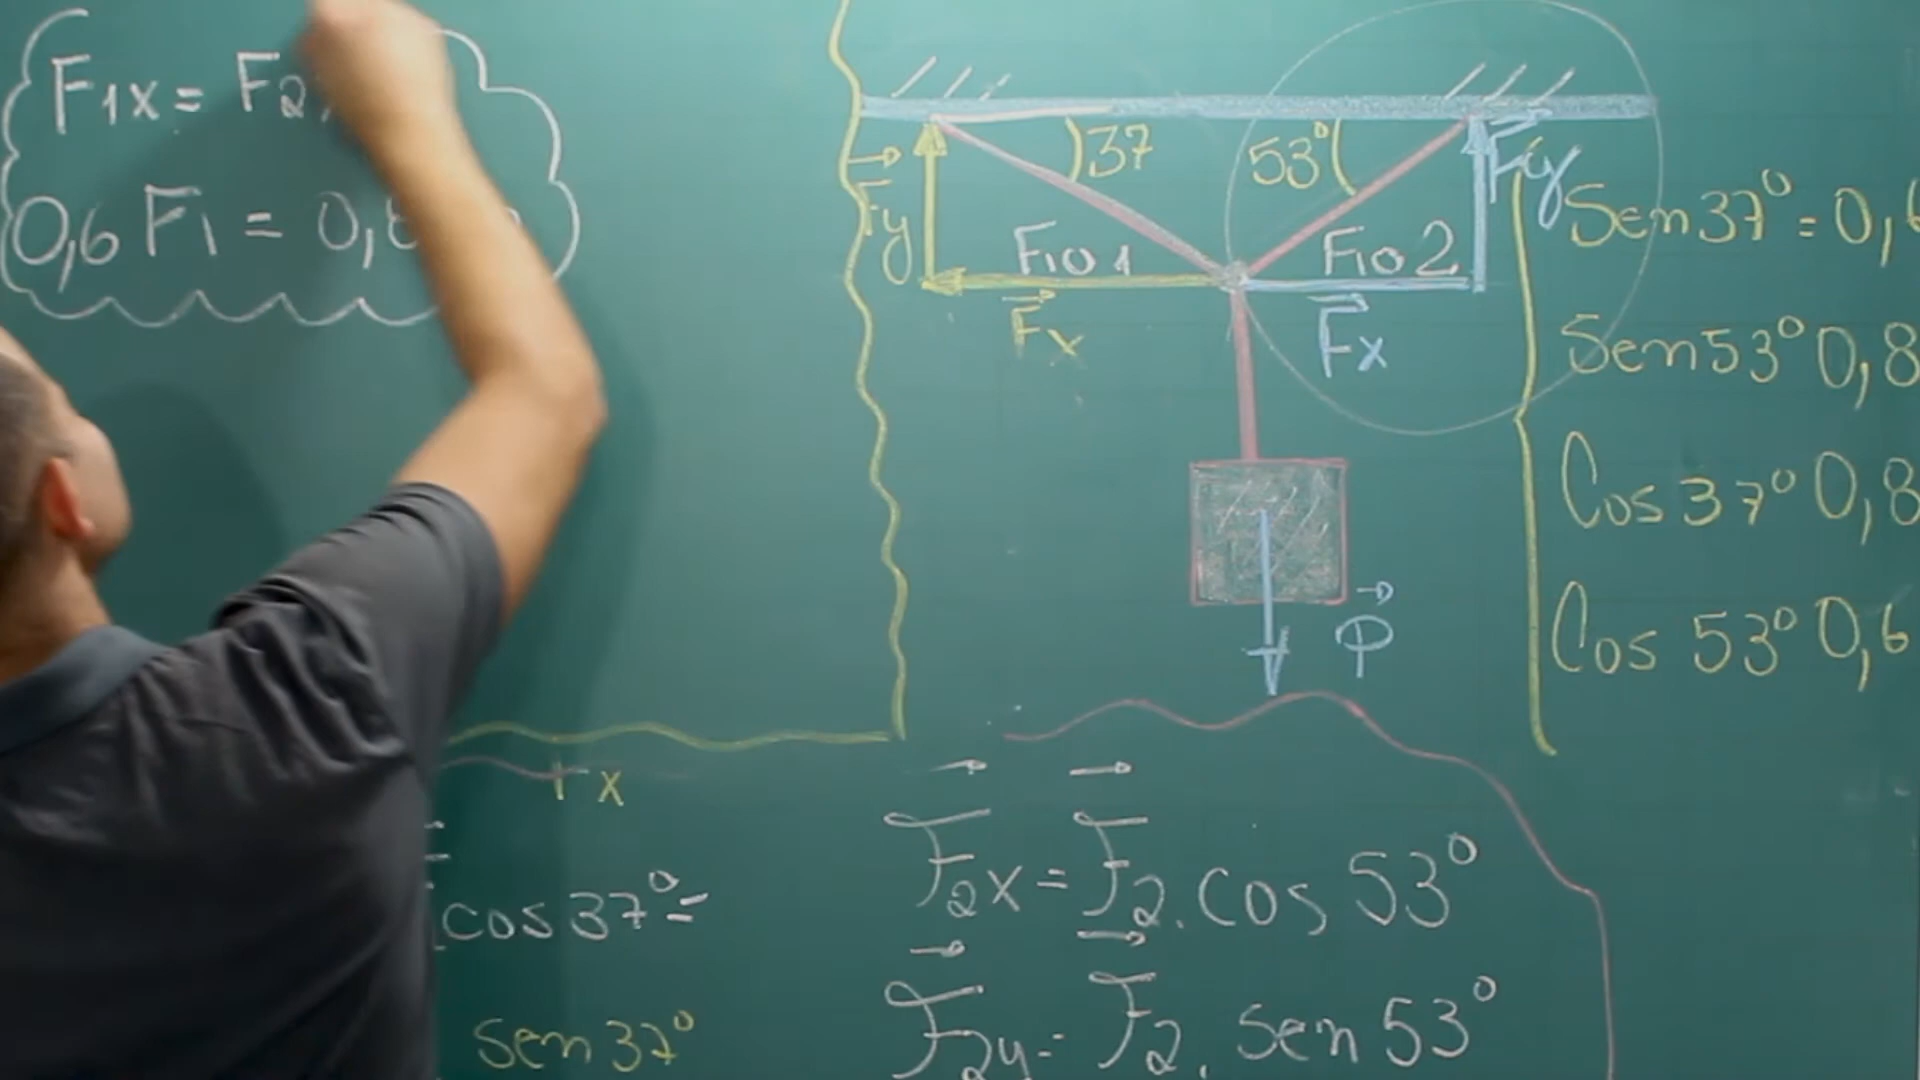 F1x = F2
0,6 F1 = 0,8
37
53°
Fy
Fy
Fio 1
Fio 2
Fx
Fx
P
Sen 37° = 0,6
Sen 53° 0,8
Cos 37° 0,8
Cos 53° 0,6
x
cos 37° =
Sen 37°
F2x = F2 . cos 53°
F2y = F2 . Sen 53°